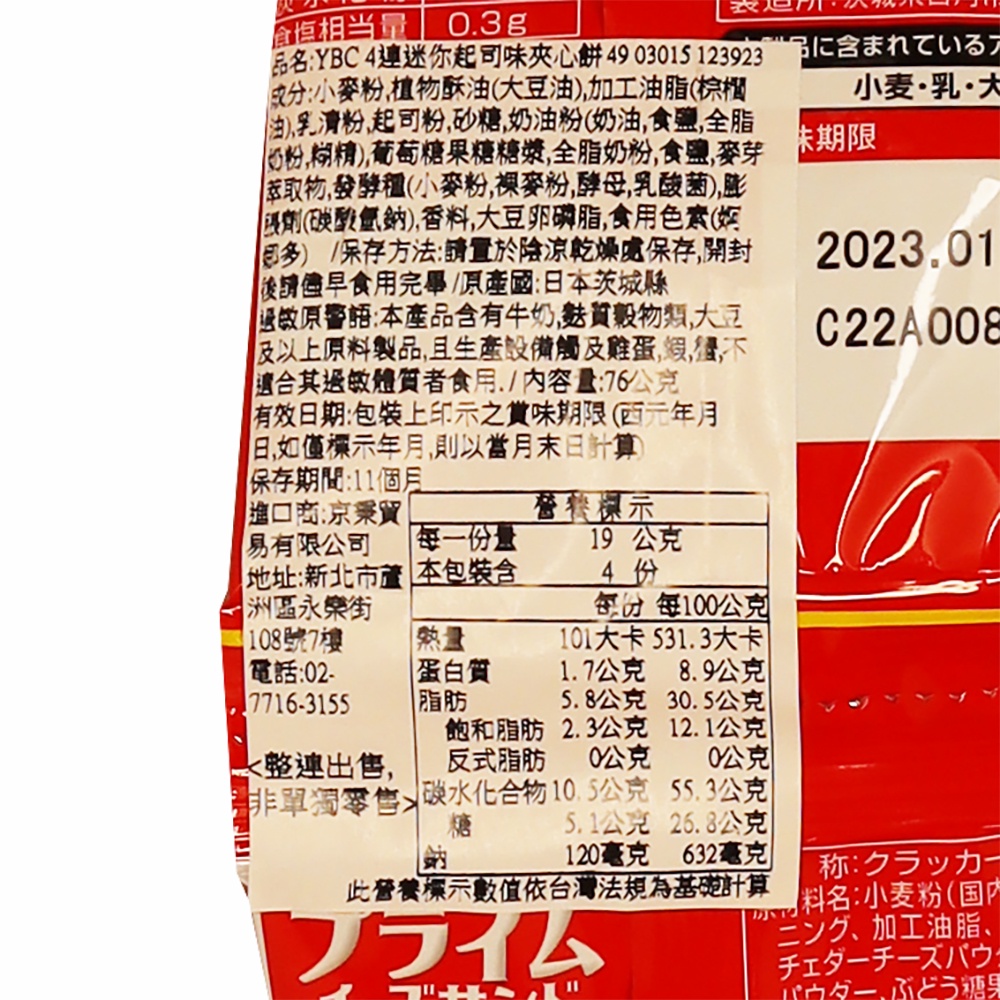 食塩相当量 0.3g
品名:YBC 4連迷你起司味夾心餅 49 03015 123923
成分:小麥粉,植物酥油(大豆油),加工油脂(棕櫚
油),乳清粉,起司粉,砂糖,奶油粉(奶油,食鹽,全脂
奶粉,糊精),葡萄糖果糖糖漿,全脂奶粉,食鹽,麥芽
萃取物,發酵種(小麥粉,裸麥粉,酵母,乳酸菌),膨
脹劑(碳酸氫鈉),香料,大豆卵磷脂,食用色素(婀
娜多) /保存方法:請置於陰涼乾燥處保存,開封
後請儘早食用完畢/原產國:日本茨城縣
過敏原警語:本產品含有牛奶,麩質穀物類,大豆
及以上原料製品,且生產設備觸及雞蛋,蝦,蟹,不
適合其過敏體質者食用./內容量:76公克
有效日期:包裝上印示之賞味期限(西元年月
日,如僅標示年月,則以當月末日計算)
保存期間:11個月
進口商:京秉貿
易有限公司
地址:新北市蘆
洲區永樂街
108號7樓
電話:02-
7716-3155
<整連出售,
非單獨零售>
營養標示
每一份量 19 公克
本包裝含 4 份
每份 每100公克
熱量 101大卡 531.3大卡
蛋白質 1.7公克 8.9公克
脂肪 5.8公克 30.5公克
飽和脂肪 2.3公克 12.1公克
反式脂肪 0公克 0公克
碳水化合物 10.5公克 55.3公克
糖 5.1公克 26.8公克
鈉 120毫克 632毫克
此營養標示數值依台灣法規為基礎計算
品に含まれているア
小麦・乳・大
味期限
2023.01
C22A008
称:クラッカー
原材料名:小麦粉(国内
ニング、加工油脂、
チェダーチーズパウダ
パウダー、ぶどう糖果
プライム